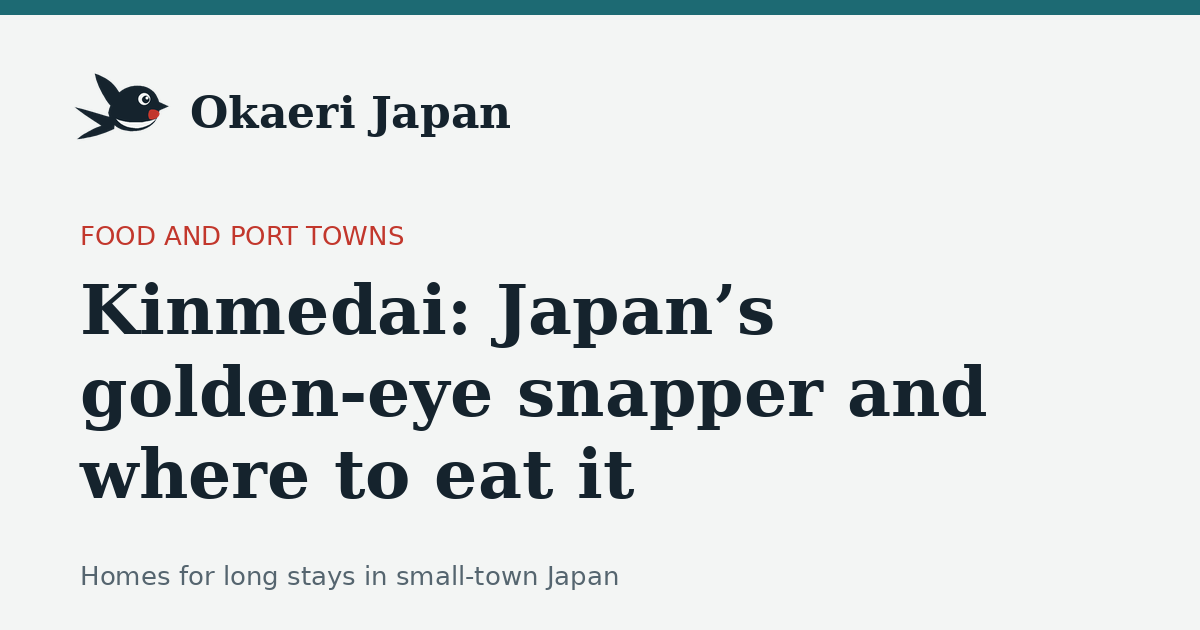 Okaeri Japan
FOOD AND PORT TOWNS
Kinmedai: Japan’s
golden-eye snapper and
where to eat it
Homes for long stays in small-town Japan